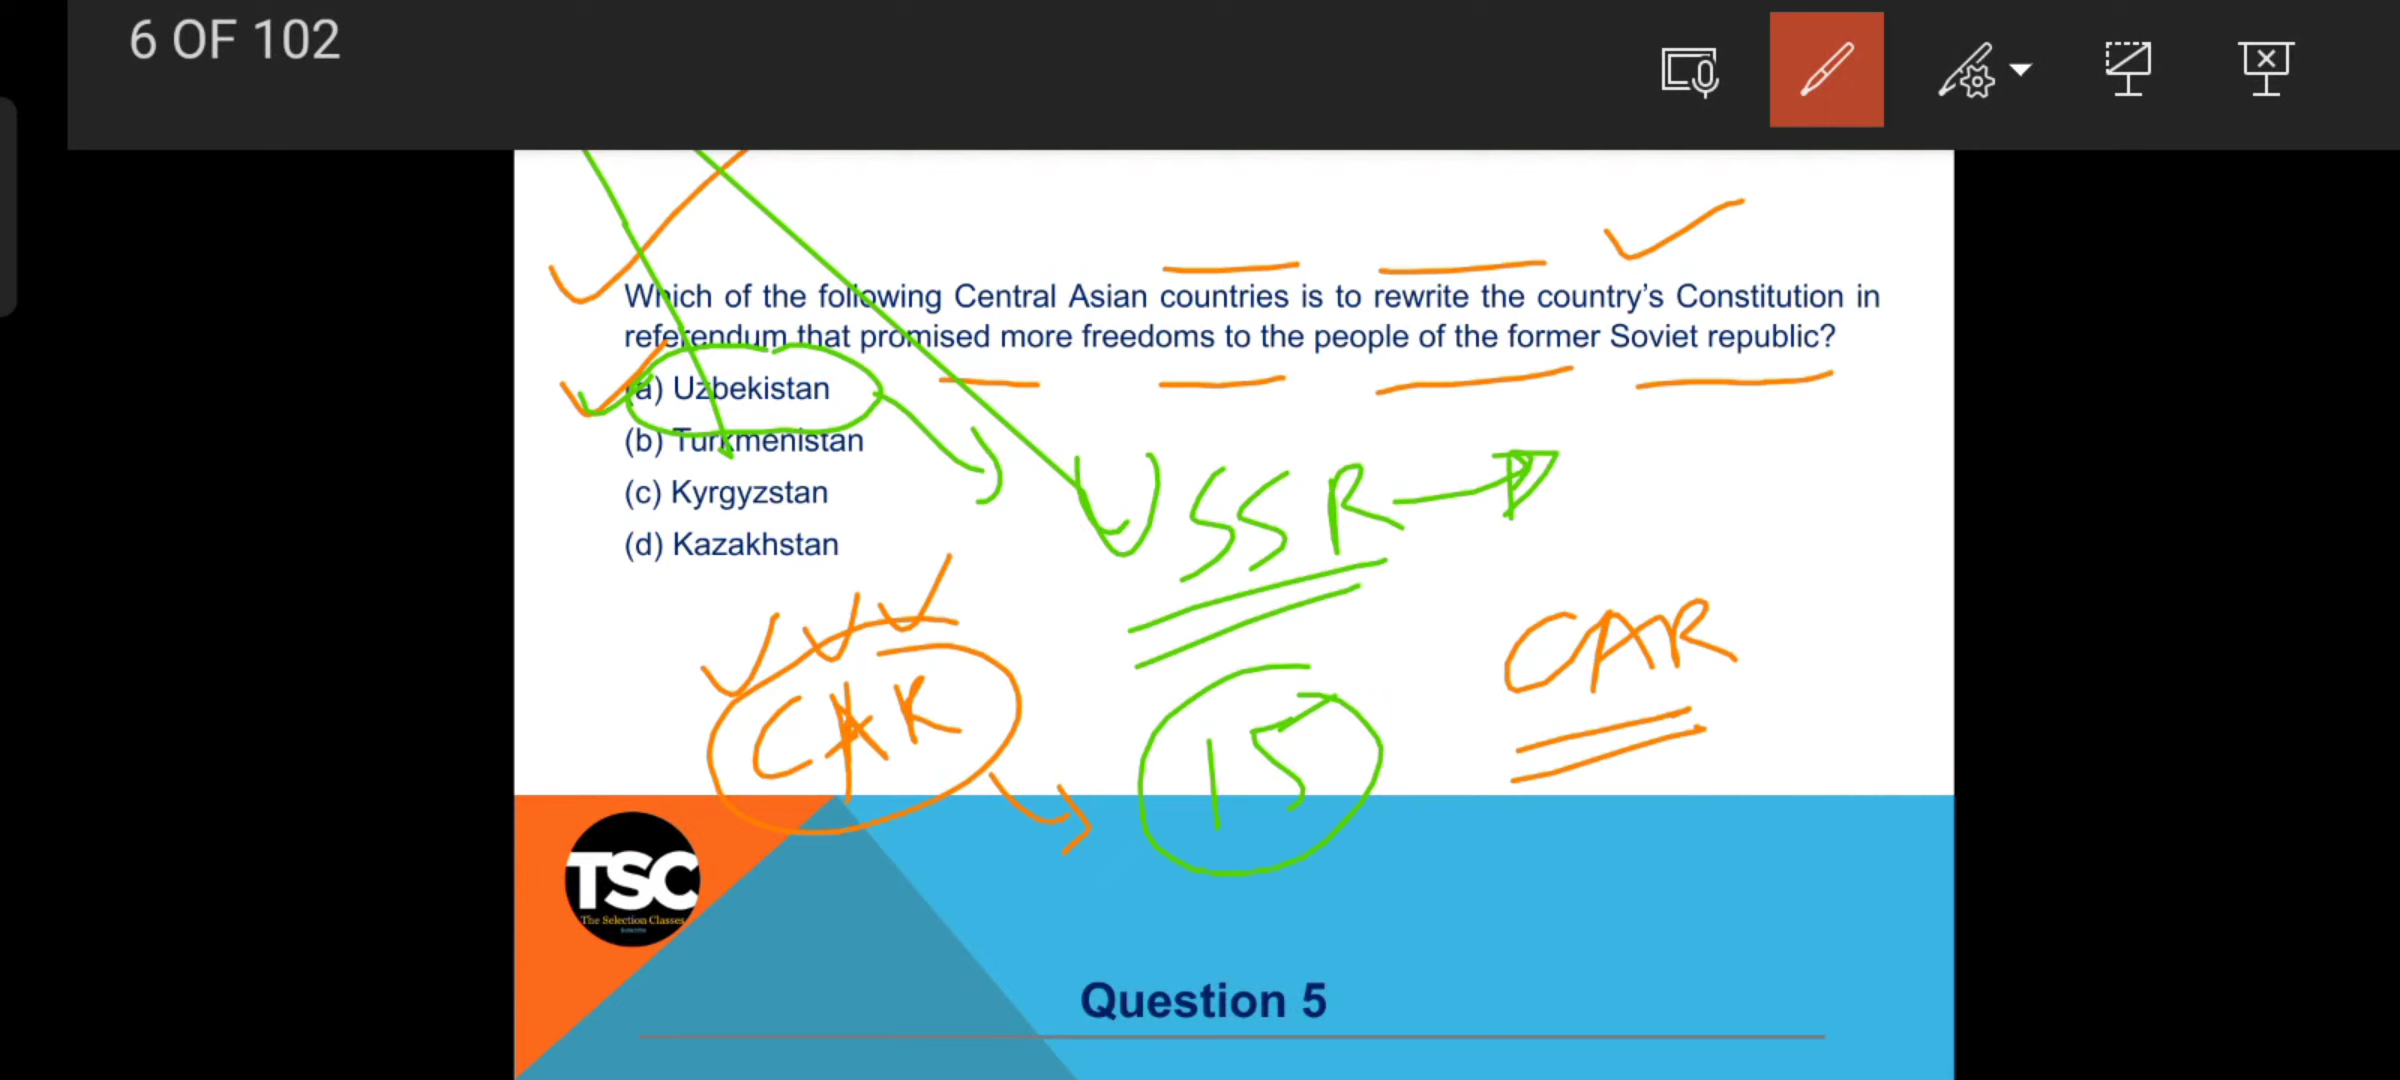 6 OF 102
Which of the following Central Asian countries is to rewrite the country's Constitution in
referendum that promised more freedoms to the people of the former Soviet republic?
(a) Uzbekistan
(b) Turkmenistan
(c) Kyrgyzstan
(d) Kazakhstan
USSR
CAR
CAR
15
TSC
The Selection Classes
Question 5